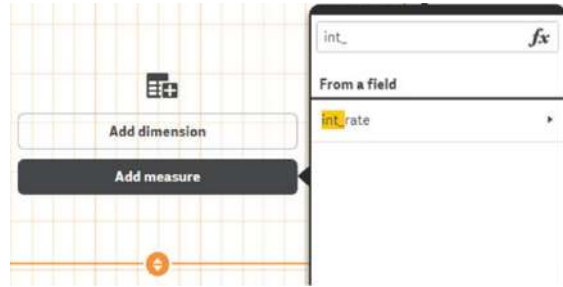 Add dimension
Add measure
int_
fx
From a field
int_rate